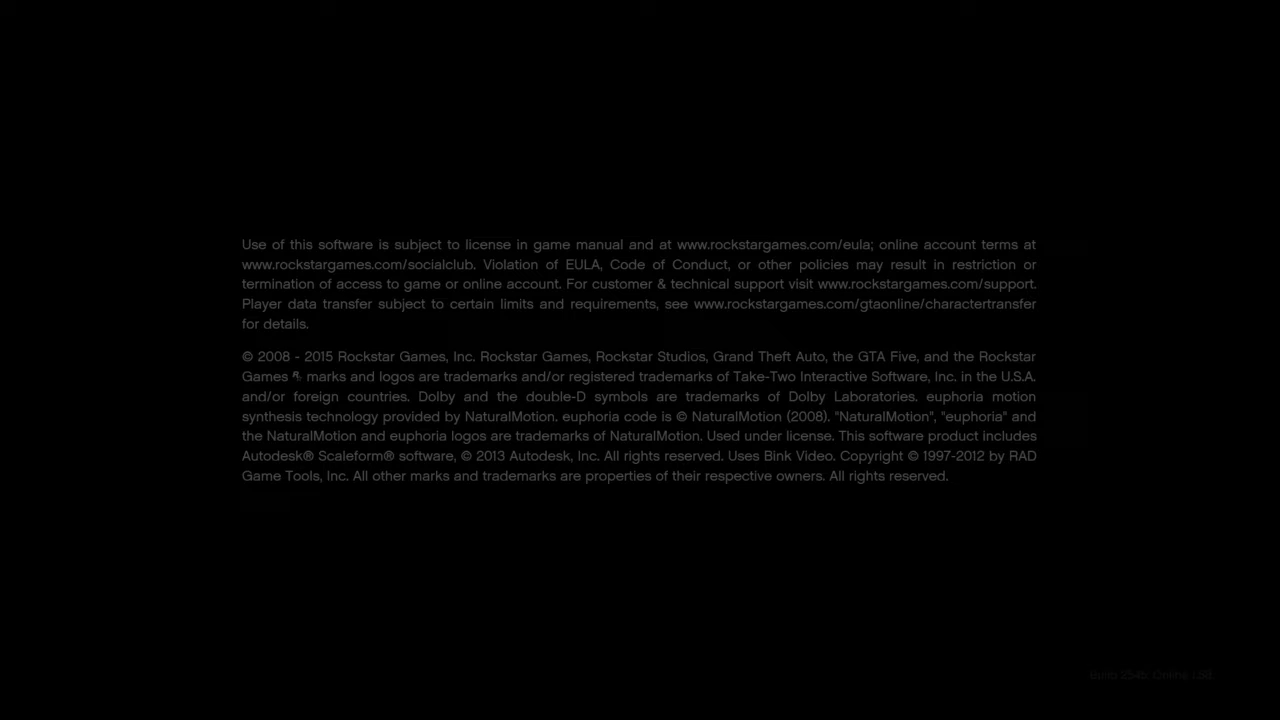 Use of this software is subject to license in game manual and at www.rockstargames.com/eula; online account terms at
www.rockstargames.com/socialclub. Violation of EULA, Code of Conduct, or other policies may result in restriction or
termination of access to game or online account. For customer & technical support visit www.rockstargames.com/support.
Player data transfer subject to certain limits and requirements, see www.rockstargames.com/gtaonline/charactertransfer
for details.
© 2008 - 2015 Rockstar Games, Inc. Rockstar Games, Rockstar Studios, Grand Theft Auto, the GTA Five, and the Rockstar
Games R* marks and logos are trademarks and/or registered trademarks of Take-Two Interactive Software, Inc. in the U.S.A.
and/or foreign countries. Dolby and the double-D symbols are trademarks of Dolby Laboratories. euphoria motion
synthesis technology provided by NaturalMotion. euphoria code is © NaturalMotion (2008). "NaturalMotion", "euphoria" and
the NaturalMotion and euphoria logos are trademarks of NaturalMotion. Used under license. This software product includes
Autodesk® Scaleform® software, © 2013 Autodesk, Inc. All rights reserved. Uses Bink Video. Copyright © 1997-2012 by RAD
Game Tools, Inc. All other marks and trademarks are properties of their respective owners. All rights reserved.
Build Online